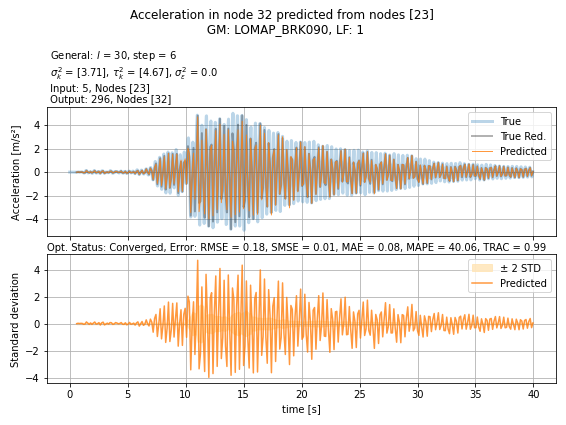 Acceleration in node 32 predicted from nodes [23]
GM: LOMAP_BRK090, LF: 1
General: l = 30, step = 6
σ²ₖ = [3.71], τ²ₖ = [4.67], σ²ε = 0.0
Input: 5, Nodes [23]
Output: 296, Nodes [32]
Acceleration [m/s²]
4
2
0
−2
−4
True
True Red.
Predicted
Opt. Status: Converged, Error: RMSE = 0.18, SMSE = 0.01, MAE = 0.08, MAPE = 40.06, TRAC = 0.99
Standard deviation
4
2
0
−2
−4
± 2 STD
Predicted
0 5 10 15 20 25 30 35 40
time [s]